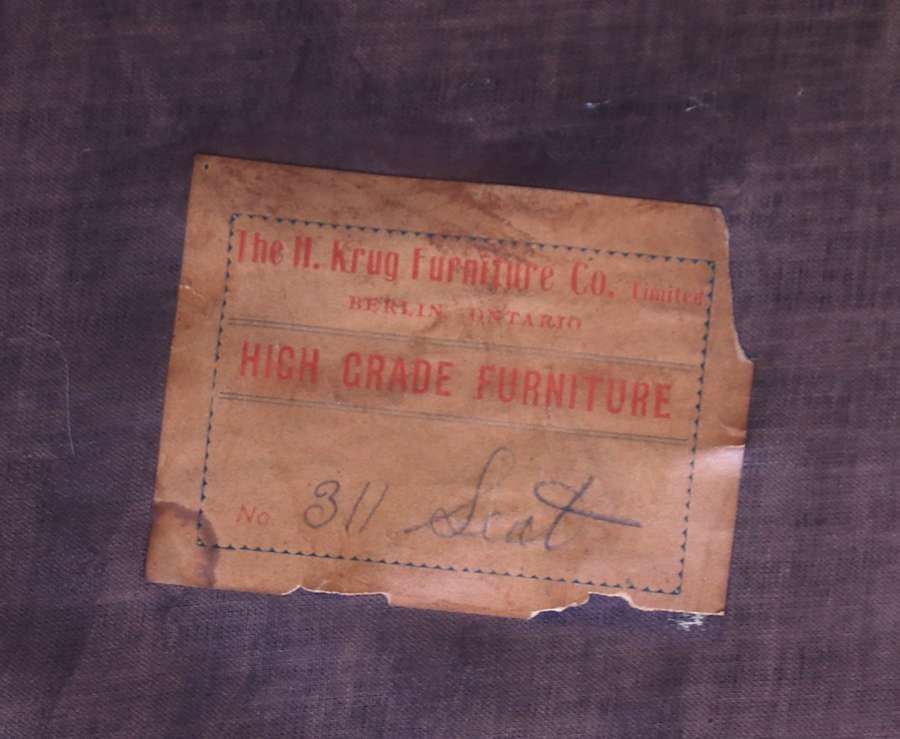 The H. Krug Furniture Co. Limited
BERLIN ONTARIO
HIGH GRADE FURNITURE
No 311 Seat